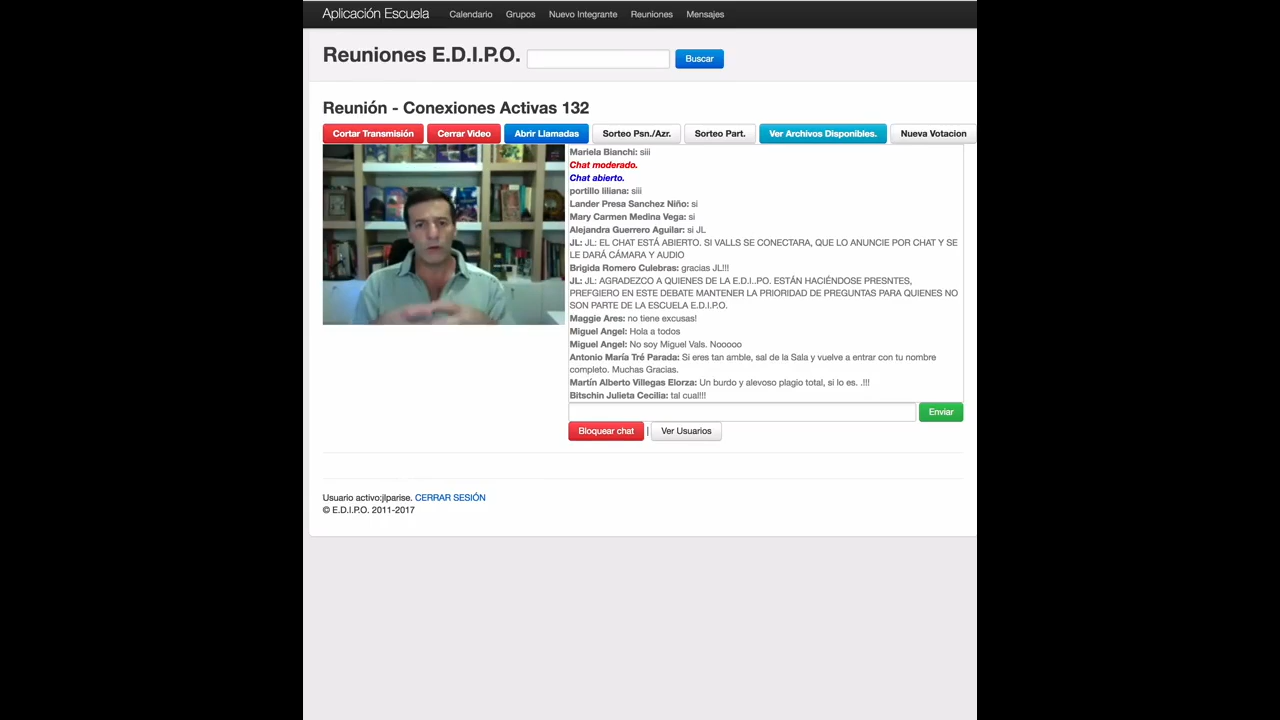 Aplicación Escuela Calendario Grupos Nuevo Integrante Reuniones Mensajes
Reuniones E.D.I.P.O. Buscar
Reunión - Conexiones Activas 132
Cortar Transmisión Cerrar Video Abrir Llamadas Sorteo Psn./Azr. Sorteo Part. Ver Archivos Disponibles. Nueva Votacion
Mariela Bianchi: siii
Chat moderado.
Chat abierto.
portillo liliana: siii
Lander Presa Sanchez Niño: si
Mary Carmen Medina Vega: si
Alejandra Guerrero Aguilar: si JL
JL: JL: EL CHAT ESTÁ ABIERTO. SI VALLS SE CONECTARA, QUE LO ANUNCIE POR CHAT Y SE
LE DARÁ CÁMARA Y AUDIO
Brigida Romero Culebras: gracias JL!!!
JL: JL: AGRADEZCO A QUIENES DE LA E.D.I..PO. ESTÁN HACIÉNDOSE PRESNTES,
PREFGIERO EN ESTE DEBATE MANTENER LA PRIORIDAD DE PREGUNTAS PARA QUIENES NO
SON PARTE DE LA ESCUELA E.D.I.P.O.
Maggie Ares: no tiene excusas!
Miguel Angel: Hola a todos
Miguel Angel: No soy Miguel Vals. Nooooo
Antonio María Tré Parada: Si eres tan amble, sal de la Sala y vuelve a entrar con tu nombre
completo. Muchas Gracias.
Martín Alberto Villegas Elorza: Un burdo y alevoso plagio total, si lo es. .!!!
Bitschin Julieta Cecilia: tal cual!!!
Enviar
Bloquear chat | Ver Usuarios
Usuario activo:jlparise. CERRAR SESIÓN
© E.D.I.P.O. 2011-2017